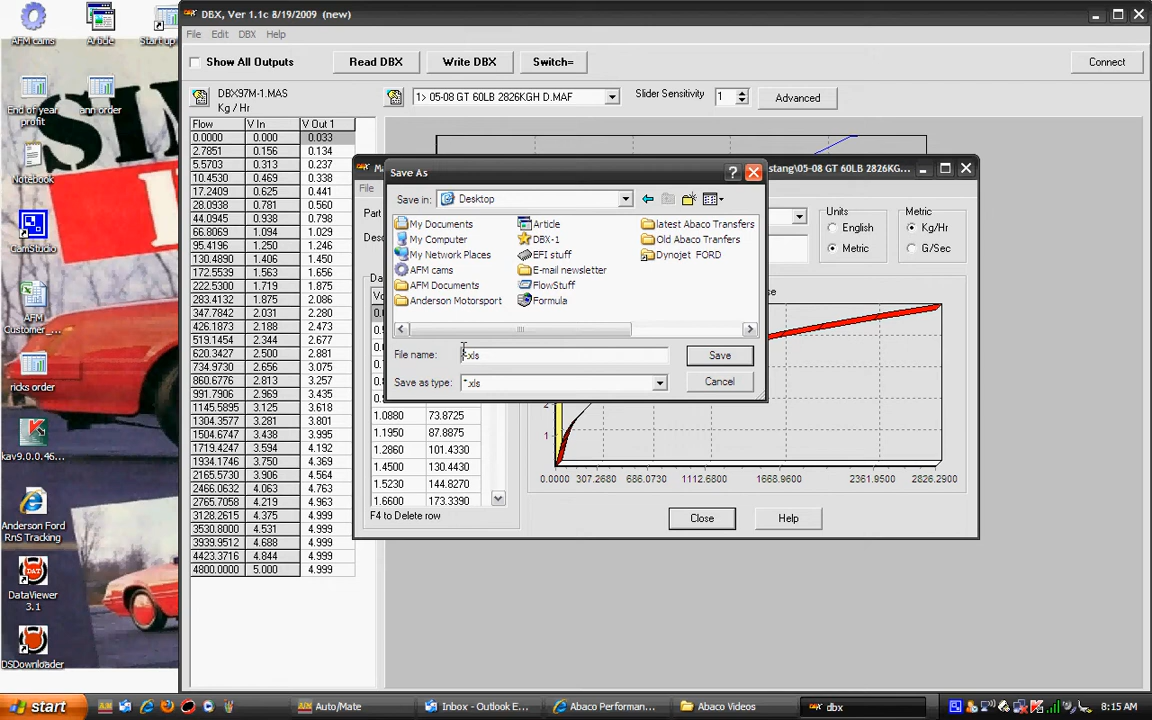 DBX, Ver 1.1c 8/19/2009 (new)
File Edit DBX Help
Show All Outputs
Read DBX
Write DBX
Switch=
Connect
DBX97M-1.MAS
Kg / Hr
1> 05-08 GT 60LB 2826KGH D.MAF
Slider Sensitivity
1
Advanced
Flow V In V Out 1
0.0000 0.000 0.033
2.7851 0.156 0.134
5.5703 0.313 0.237
10.4530 0.469 0.338
17.2409 0.625 0.441
28.0938 0.781 0.560
44.0945 0.938 0.798
66.8069 1.094 1.029
95.4196 1.250 1.246
130.4890 1.406 1.456
172.5539 1.563 1.656
222.5300 1.719 1.875
283.4132 1.875 2.086
347.7842 2.031 2.280
426.1873 2.188 2.473
519.1454 2.344 2.677
620.3427 2.500 2.881
734.9730 2.656 3.075
860.6776 2.813 3.257
991.7906 2.969 3.435
1145.5895 3.125 3.618
1304.3577 3.281 3.801
1504.6747 3.438 3.995
1719.4247 3.594 4.192
1934.1746 3.750 4.369
2165.5730 3.906 4.564
2466.0632 4.063 4.763
2765.7058 4.219 4.963
3128.2615 4.375 4.999
3530.8000 4.531 4.999
3939.9512 4.688 4.999
4423.3716 4.844 4.999
4800.0000 5.000 4.999
stang\05-08 GT 60LB 2826KG...
File
Part
Units
English
Metric
Metric
Kg/Hr
G/Sec
Save As
Save in:
Desktop
My Documents
My Computer
My Network Places
AFM cams
AFM Documents
Anderson Motorsport
Article
DBX-1
EFI stuff
E-mail newsletter
FlowStuff
Formula
latest Abaco Transfers
Old Abaco Tranfers
Dynojet FORD
File name:
*.xls
Save
Save as type:
*.xls
Cancel
1.0880 73.8725
1.1950 87.8875
1.2860 101.4330
1.4500 130.4430
1.5230 144.8270
1.6600 173.3390
F4 to Delete row
1
0.0000 307.2680 686.0730 1112.6800 1668.9600 2361.9500 2826.2900
Close
Help
AFM cams
Article
Start up
End of year profit
ann order
Notebook
CamStudio
AFM Customer_...
ricks order
kav9.0.0.46...
Anderson Ford RnS Tracking
DataViewer 3.1
DSDownloader
start
Auto/Mate
Inbox - Outlook E...
Abaco Performan...
Abaco Videos
dbx
8:15 AM